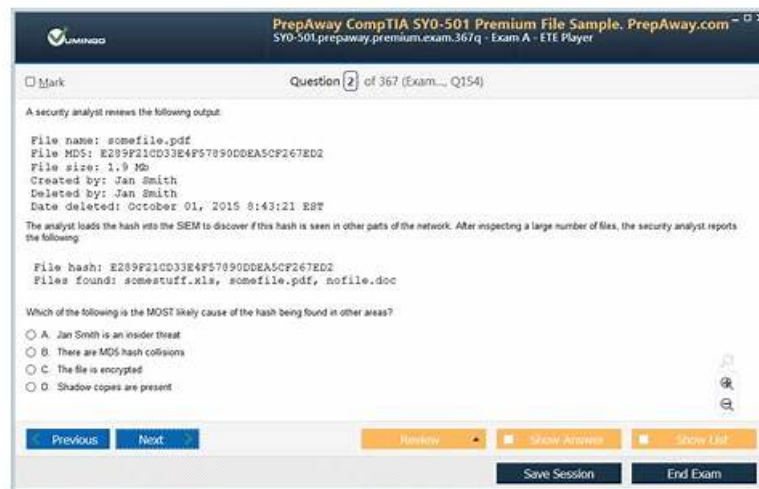 VUMINGO
PrepAway CompTIA SY0-501 Premium File Sample. PrepAway.com
SY0-501.prepaway.premium.exam.367q - Exam A - ETE Player
Mark
Question 2 of 367 (Exam..., Q154)
A security analyst reviews the following output:
File name: somefile.pdf
File MD5: E289F21CD33E4F57890DDEA5CF267ED2
File size: 1.9 Mb
Created by: Jan Smith
Deleted by: Jan Smith
Date deleted: October 01, 2015 8:43:21 EST
The analyst loads the hash into the SIEM to discover if this hash is seen in other parts of the network. After inspecting a large number of files, the security analyst reports
the following:
File hash: E289F21CD33E4F57890DDEA5CF267ED2
Files found: somestuff.xls, somefile.pdf, nofile.doc
Which of the following is the MOST likely cause of the hash being found in other areas?
A. Jan Smith is an insider threat
B. There are MD5 hash collisions
C. The file is encrypted
D. Shadow copies are present
Previous
Next
Review
Show Answer
Show List
Save Session
End Exam